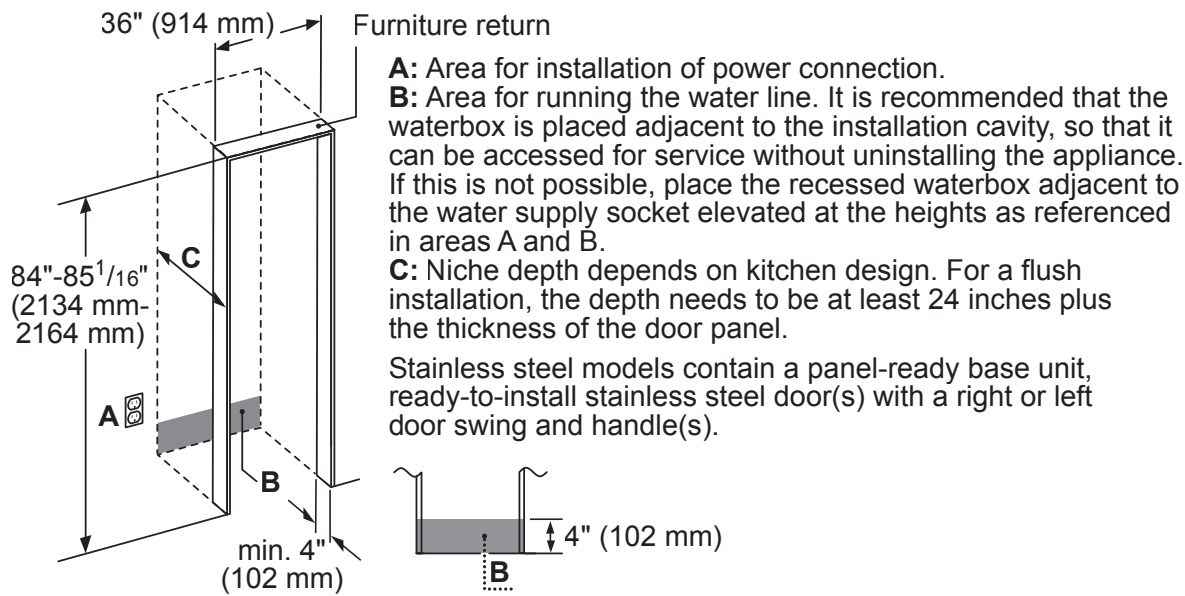 36" (914 mm)
Furniture return
A: Area for installation of power connection.
B: Area for running the water line. It is recommended that the
waterbox is placed adjacent to the installation cavity, so that it
can be accessed for service without uninstalling the appliance.
If this is not possible, place the recessed waterbox adjacent to
the water supply socket elevated at the heights as referenced
in areas A and B.
C: Niche depth depends on kitchen design. For a flush
installation, the depth needs to be at least 24 inches plus
the thickness of the door panel.
Stainless steel models contain a panel-ready base unit,
ready-to-install stainless steel door(s) with a right or left
door swing and handle(s).
C
84"-85 1/16"
(2134 mm-
2164 mm)
A
B
min. 4"
(102 mm)
4" (102 mm)
B